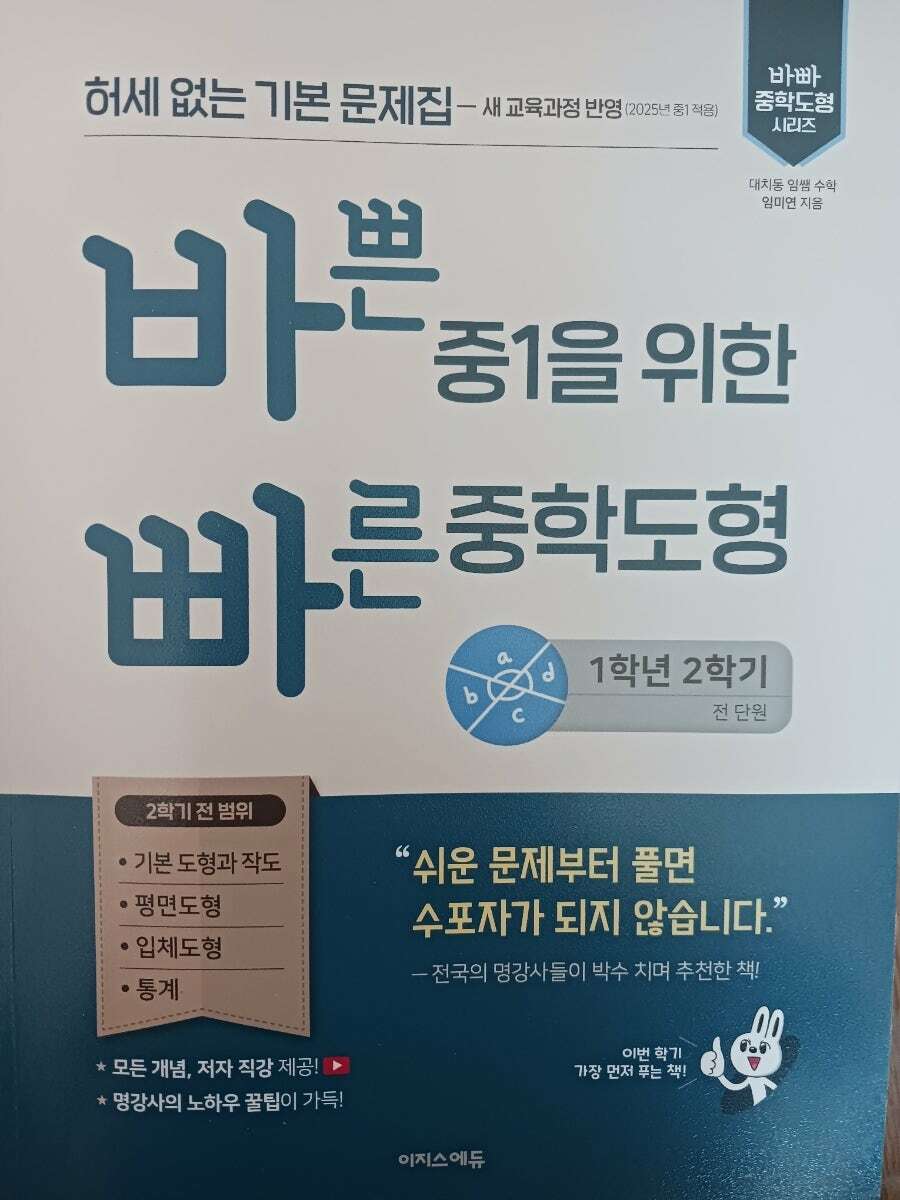 허세 없는 기본 문제집 — 새 교육과정 반영 (2025년 중1 적용)
바빠
중학도형
시리즈
대치동 임쌤 수학
임미연 지음
바쁜 중1을 위한
빠른 중학도형
a
b
d
c
1학년 2학기
전 단원
2학기 전 범위
• 기본 도형과 작도
• 평면도형
• 입체도형
• 통계
“쉬운 문제부터 풀면
수포자가 되지 않습니다.”
— 전국의 명강사들이 박수 치며 추천한 책!
★ 모든 개념, 저자 직강 제공!
★ 명강사의 노하우 꿀팁이 가득!
이번 학기
가장 먼저 푸는 책!
이지스에듀